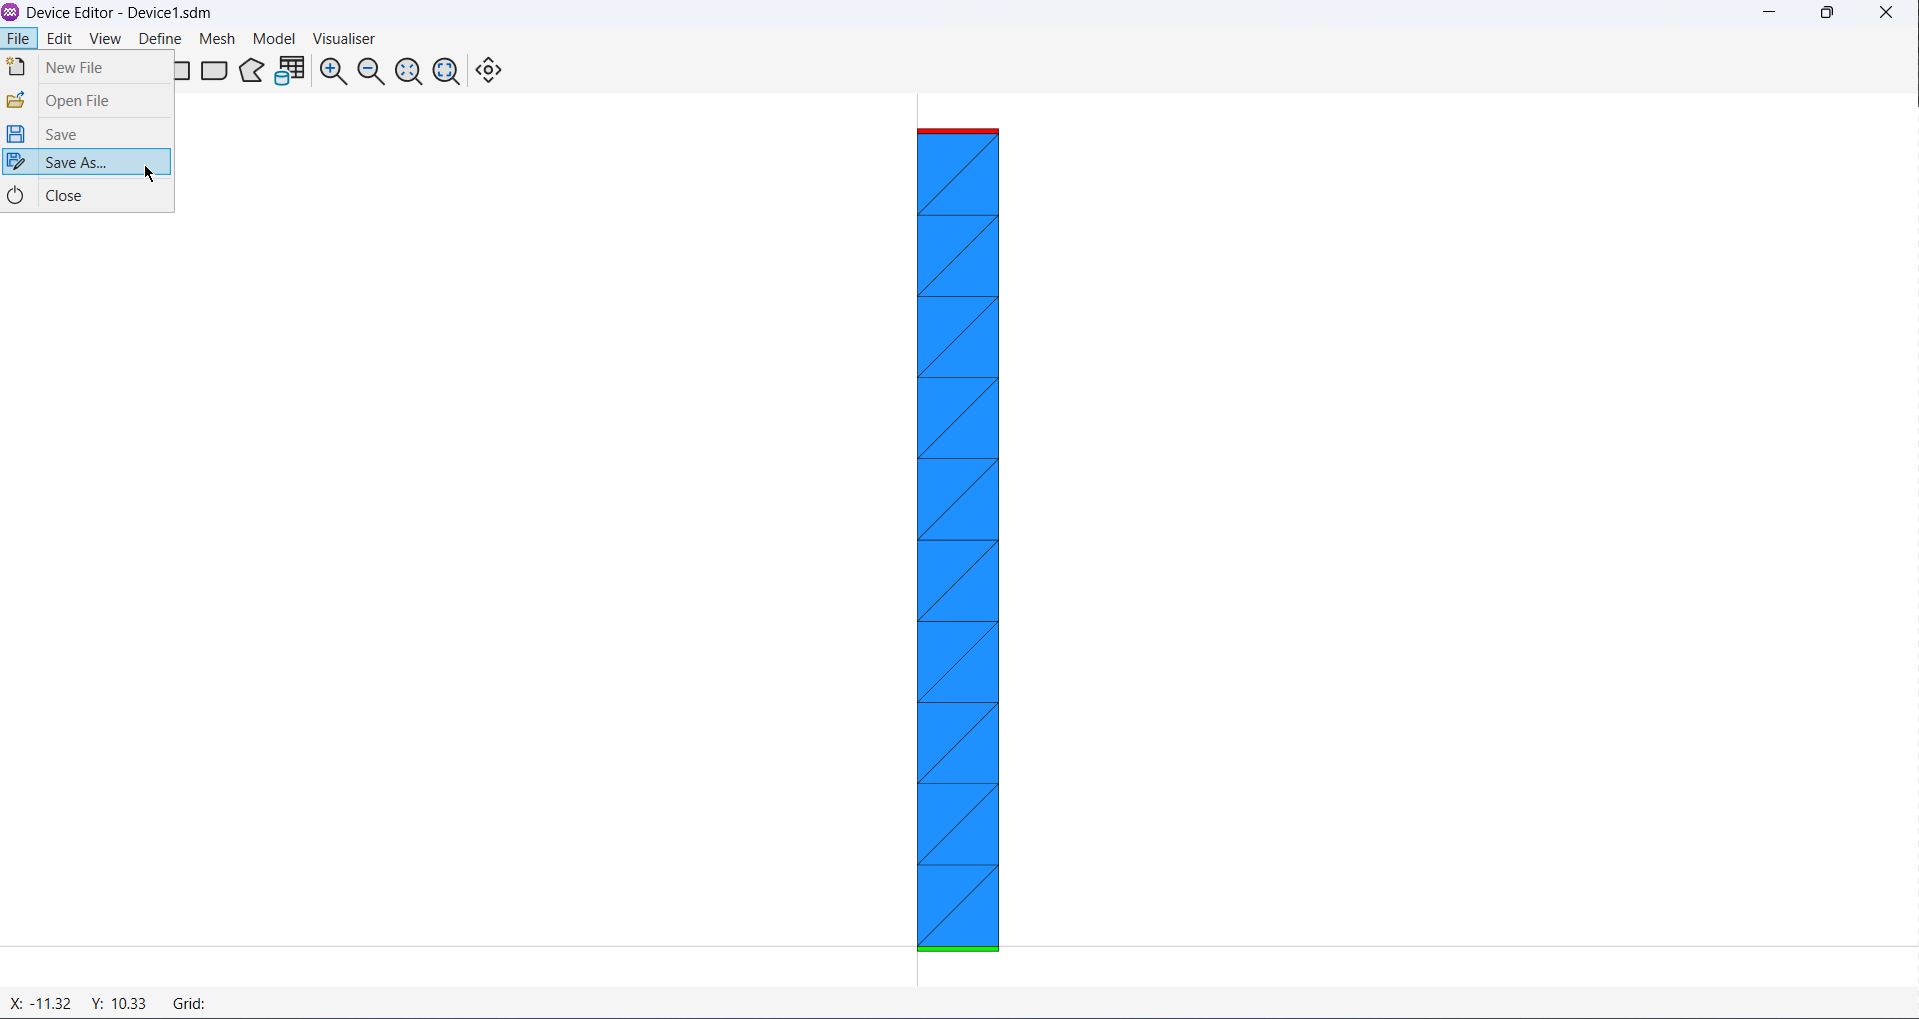 Device Editor - Device1.sdm
File Edit View Define Mesh Model Visualiser
New File
Open File
Save
Save As...
Close
X: -11.32 Y: 10.33 Grid: